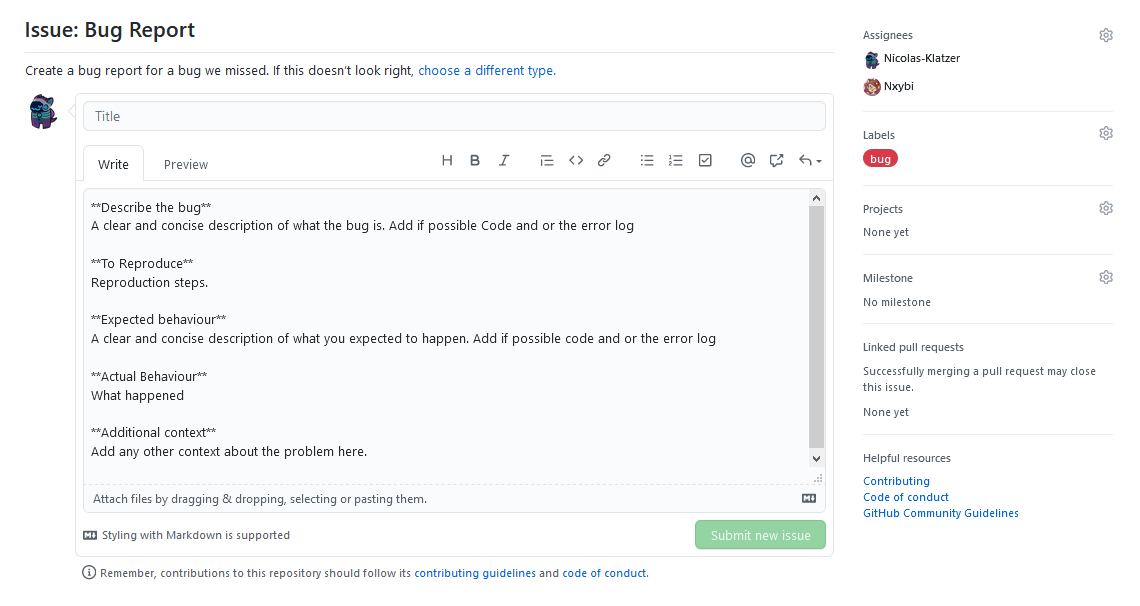 Issue: Bug Report
Create a bug report for a bug we missed. If this doesn't look right, choose a different type.
Title
Write Preview
**Describe the bug**
A clear and concise description of what the bug is. Add if possible Code and or the error log
**To Reproduce**
Reproduction steps.
**Expected behaviour**
A clear and concise description of what you expected to happen. Add if possible code and or the error log
**Actual Behaviour**
What happened
**Additional context**
Add any other context about the problem here.
Attach files by dragging & dropping, selecting or pasting them.
Styling with Markdown is supported
Submit new issue
Remember, contributions to this repository should follow its contributing guidelines and code of conduct.
Assignees
Nicolas-Klatzer
Nxybi
Labels
bug
Projects
None yet
Milestone
No milestone
Linked pull requests
Successfully merging a pull request may close
this issue.
None yet
Helpful resources
Contributing
Code of conduct
GitHub Community Guidelines